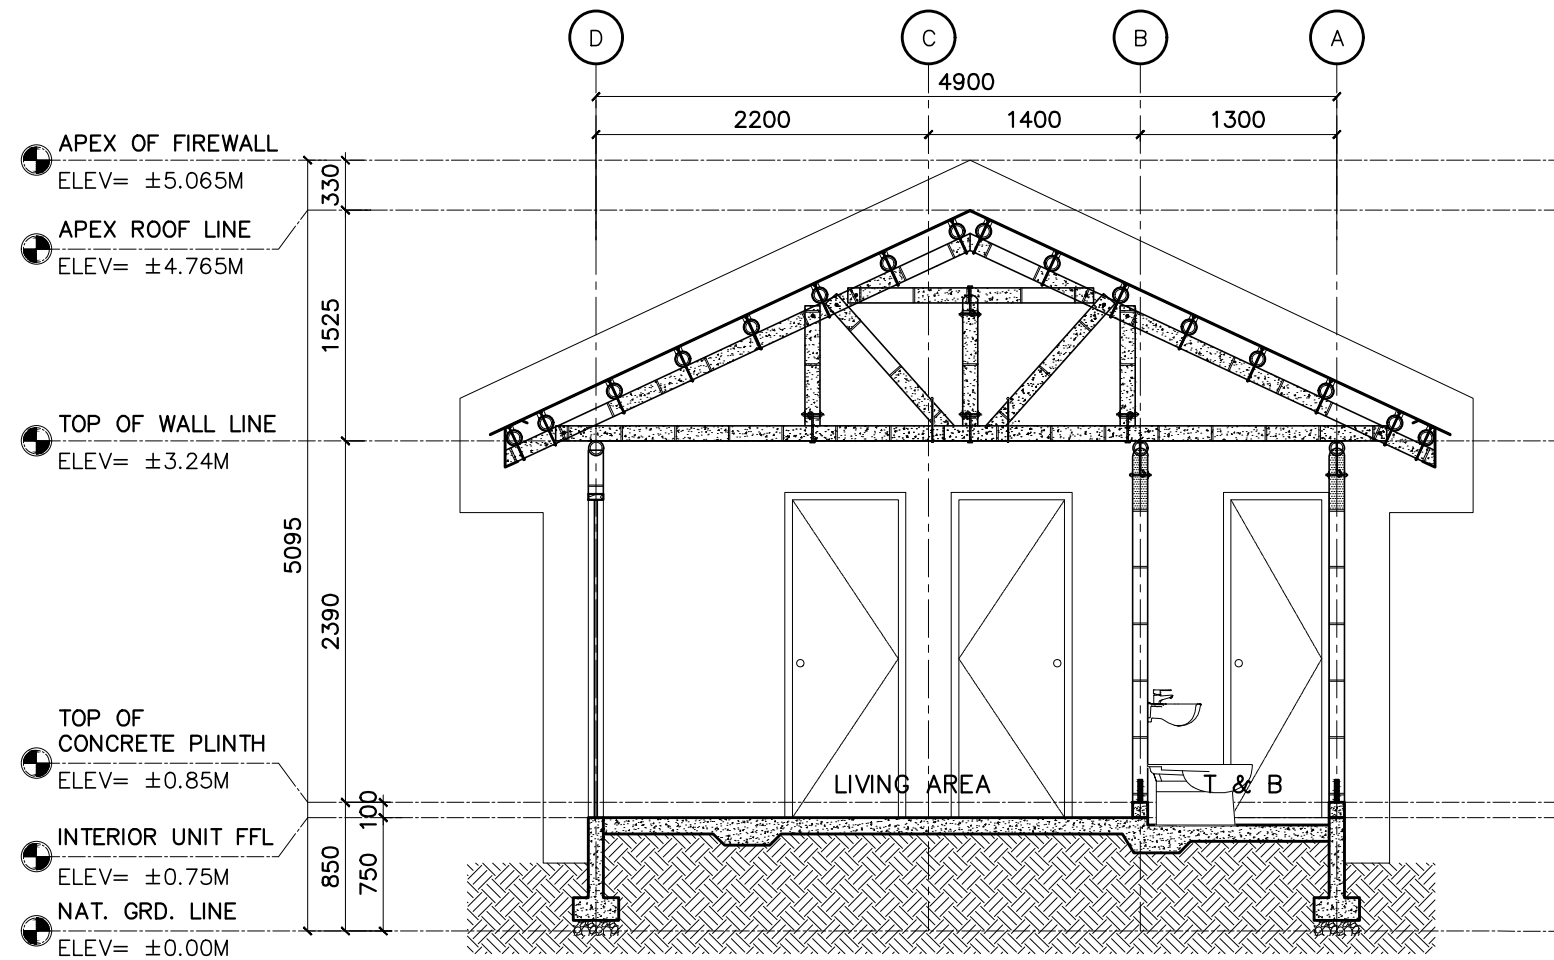 D
C
B
A
4900
2200
1400
1300
APEX OF FIREWALL
ELEV= ±5.065M
330
APEX ROOF LINE
ELEV= ±4.765M
1525
TOP OF WALL LINE
ELEV= ±3.24M
5095
2390
TOP OF
CONCRETE PLINTH
ELEV= ±0.85M
LIVING AREA
T & B
100
INTERIOR UNIT FFL
ELEV= ±0.75M
850
750
NAT. GRD. LINE
ELEV= ±0.00M